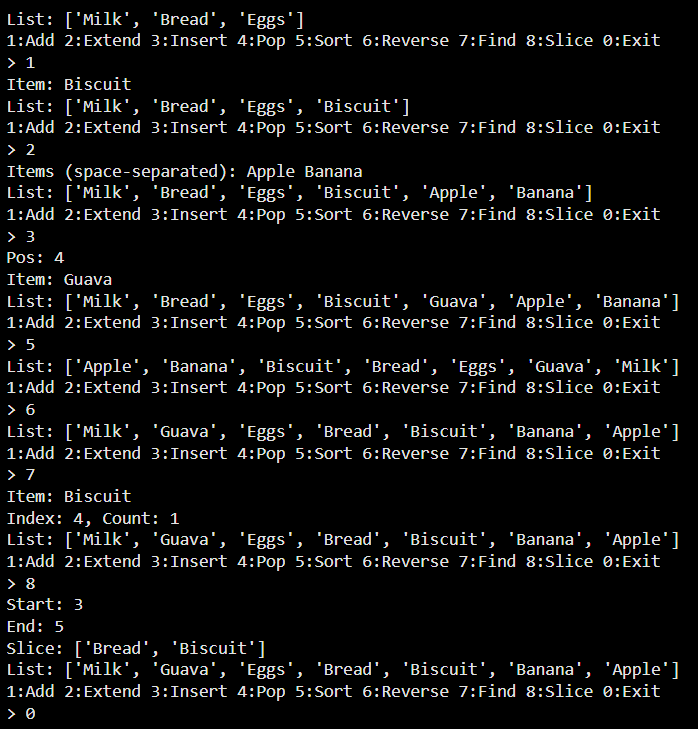 List: ['Milk', 'Bread', 'Eggs']
1:Add 2:Extend 3:Insert 4:Pop 5:Sort 6:Reverse 7:Find 8:Slice 0:Exit
> 1
Item: Biscuit
List: ['Milk', 'Bread', 'Eggs', 'Biscuit']
1:Add 2:Extend 3:Insert 4:Pop 5:Sort 6:Reverse 7:Find 8:Slice 0:Exit
> 2
Items (space-separated): Apple Banana
List: ['Milk', 'Bread', 'Eggs', 'Biscuit', 'Apple', 'Banana']
1:Add 2:Extend 3:Insert 4:Pop 5:Sort 6:Reverse 7:Find 8:Slice 0:Exit
> 3
Pos: 4
Item: Guava
List: ['Milk', 'Bread', 'Eggs', 'Biscuit', 'Guava', 'Apple', 'Banana']
1:Add 2:Extend 3:Insert 4:Pop 5:Sort 6:Reverse 7:Find 8:Slice 0:Exit
> 5
List: ['Apple', 'Banana', 'Biscuit', 'Bread', 'Eggs', 'Guava', 'Milk']
1:Add 2:Extend 3:Insert 4:Pop 5:Sort 6:Reverse 7:Find 8:Slice 0:Exit
> 6
List: ['Milk', 'Guava', 'Eggs', 'Bread', 'Biscuit', 'Banana', 'Apple']
1:Add 2:Extend 3:Insert 4:Pop 5:Sort 6:Reverse 7:Find 8:Slice 0:Exit
> 7
Item: Biscuit
Index: 4, Count: 1
List: ['Milk', 'Guava', 'Eggs', 'Bread', 'Biscuit', 'Banana', 'Apple']
1:Add 2:Extend 3:Insert 4:Pop 5:Sort 6:Reverse 7:Find 8:Slice 0:Exit
> 8
Start: 3
End: 5
Slice: ['Bread', 'Biscuit']
List: ['Milk', 'Guava', 'Eggs', 'Bread', 'Biscuit', 'Banana', 'Apple']
1:Add 2:Extend 3:Insert 4:Pop 5:Sort 6:Reverse 7:Find 8:Slice 0:Exit
> 0